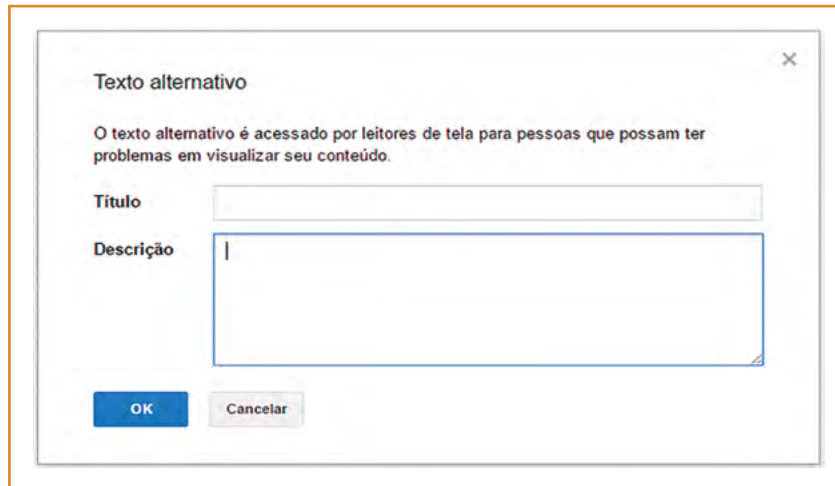 Texto alternativo
O texto alternativo é acessado por leitores de tela para pessoas que possam ter
problemas em visualizar seu conteúdo.
Título
Descrição
OK
Cancelar